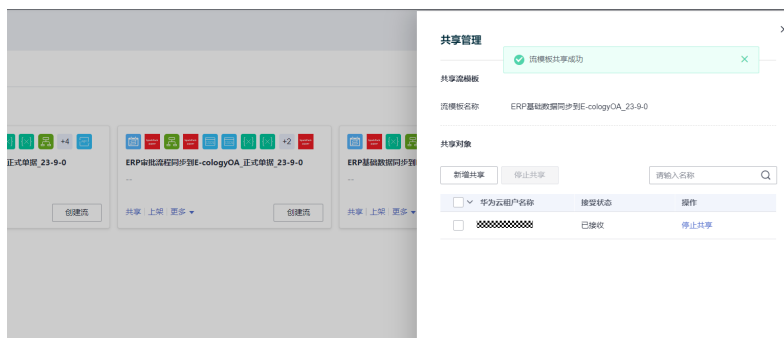 共享管理
流模板共享成功
共享流模板
流模板名称 ERP基础数据同步到E-cologyOA_23-9-0
共享对象
新增共享 停止共享 请输入名称
华为云租户名称 接受状态 操作
已接收 停止共享
+4
正式单据_23-9-0
创建流
+2
ERP审批流程同步到E-cologyOA_正式单据_23-9-0
...
共享 上架 更多 创建流
ERP基础数据同步到
...
共享 上架 更多